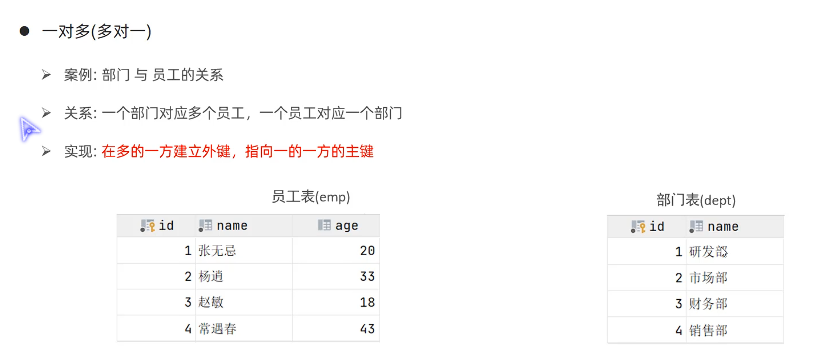 一对多(多对一)
案例: 部门 与 员工的关系
关系: 一个部门对应多个员工，一个员工对应一个部门
实现: 在多的一方建立外键，指向一的一方的主键
员工表(emp)
id name age
1 张无忌 20
2 杨逍 33
3 赵敏 18
4 常遇春 43
部门表(dept)
id name
1 研发部
2 市场部
3 财务部
4 销售部